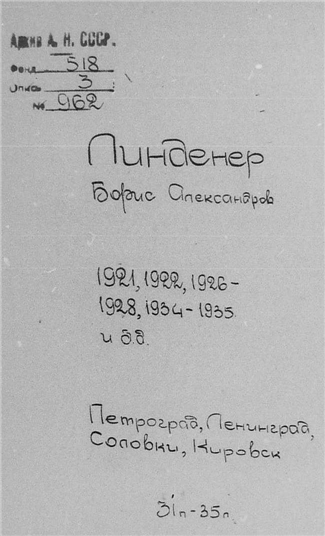 Архив А. Н. СССР.
Фонд 518
Опись 3
№ 962
Линденер
Борис Александров
1921, 1922, 1926-
1928, 1934-1935
и б.д.
Петроград, Ленинград,
Соловки, Кировск
31п-35л.